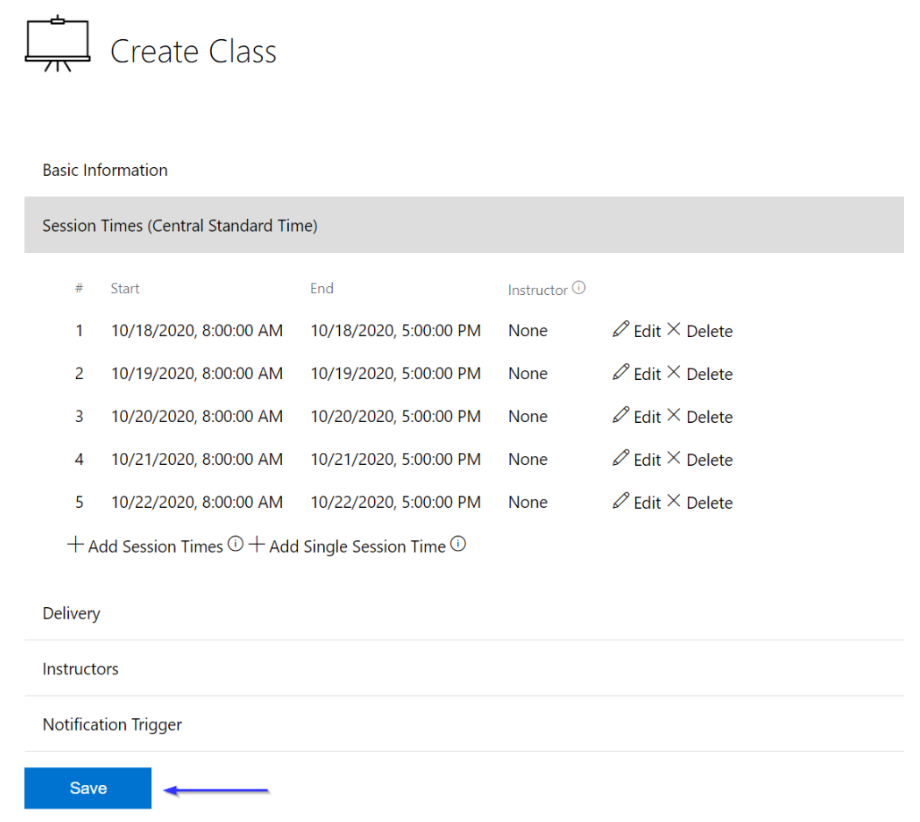 Create Class
Basic Information
Session Times (Central Standard Time)
# Start End Instructor
1 10/18/2020, 8:00:00 AM 10/18/2020, 5:00:00 PM None Edit Delete
2 10/19/2020, 8:00:00 AM 10/19/2020, 5:00:00 PM None Edit Delete
3 10/20/2020, 8:00:00 AM 10/20/2020, 5:00:00 PM None Edit Delete
4 10/21/2020, 8:00:00 AM 10/21/2020, 5:00:00 PM None Edit Delete
5 10/22/2020, 8:00:00 AM 10/22/2020, 5:00:00 PM None Edit Delete
Add Session Times Add Single Session Time
Delivery
Instructors
Notification Trigger
Save